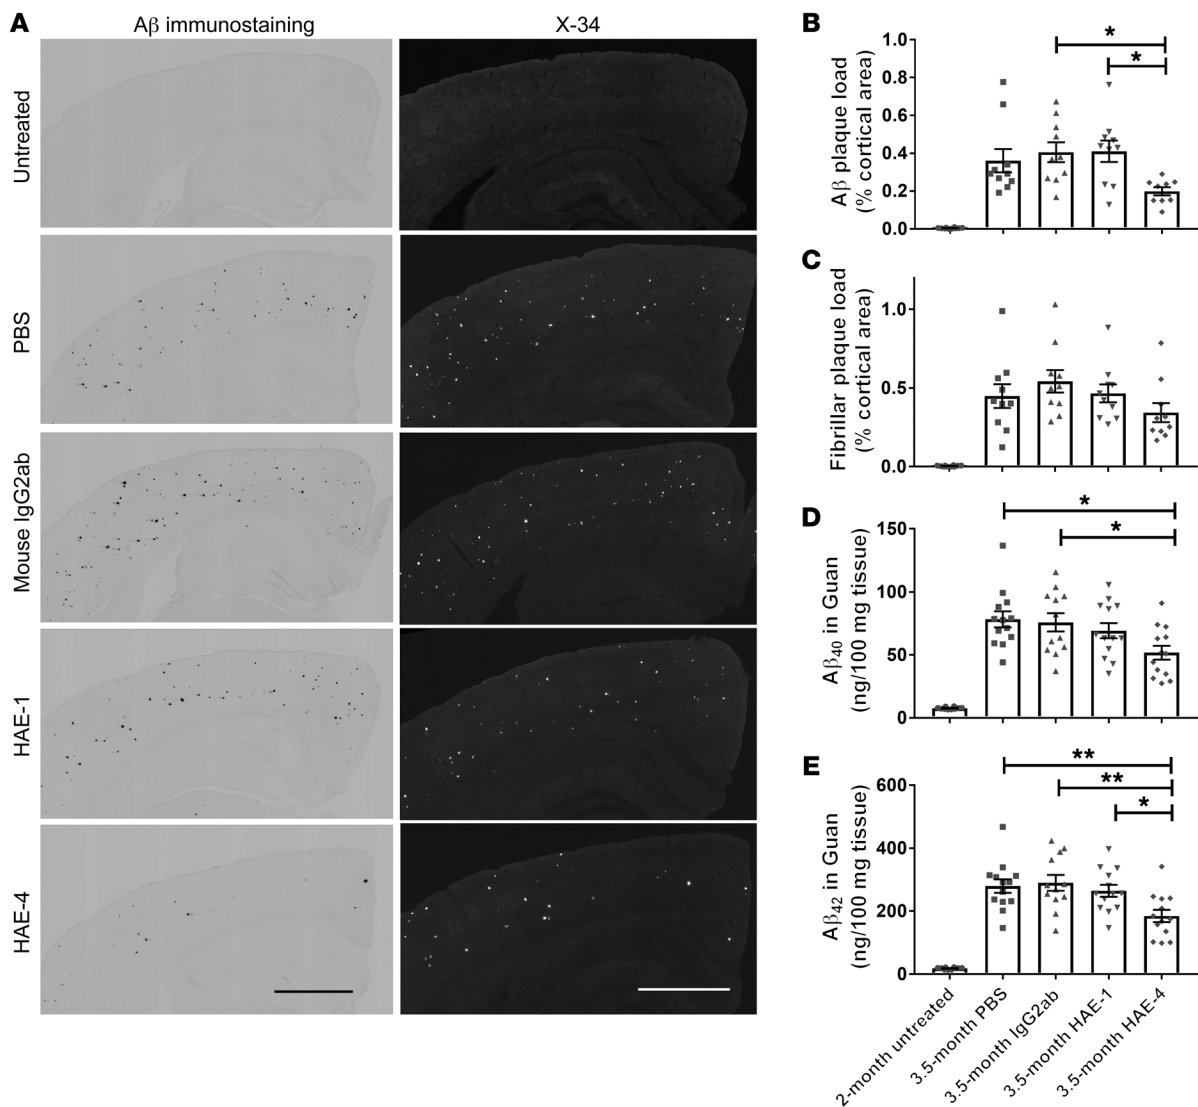 A
Aβ immunostaining
X-34
Untreated
PBS
Mouse IgG2ab
HAE-1
HAE-4
B
Aβ plaque load
(% cortical area)
1.0
0.8
0.6
0.4
0.2
0.0
*
*
C
Fibrillar plaque load
(% cortical area)
1.0
0.5
0.0
D
Aβ40 in Guan
(ng/100 mg tissue)
150
100
50
0
*
*
E
Aβ42 in Guan
(ng/100 mg tissue)
600
400
200
0
**
**
*
2-month untreated
3.5-month PBS
3.5-month IgG2ab
3.5-month HAE-1
3.5-month HAE-4